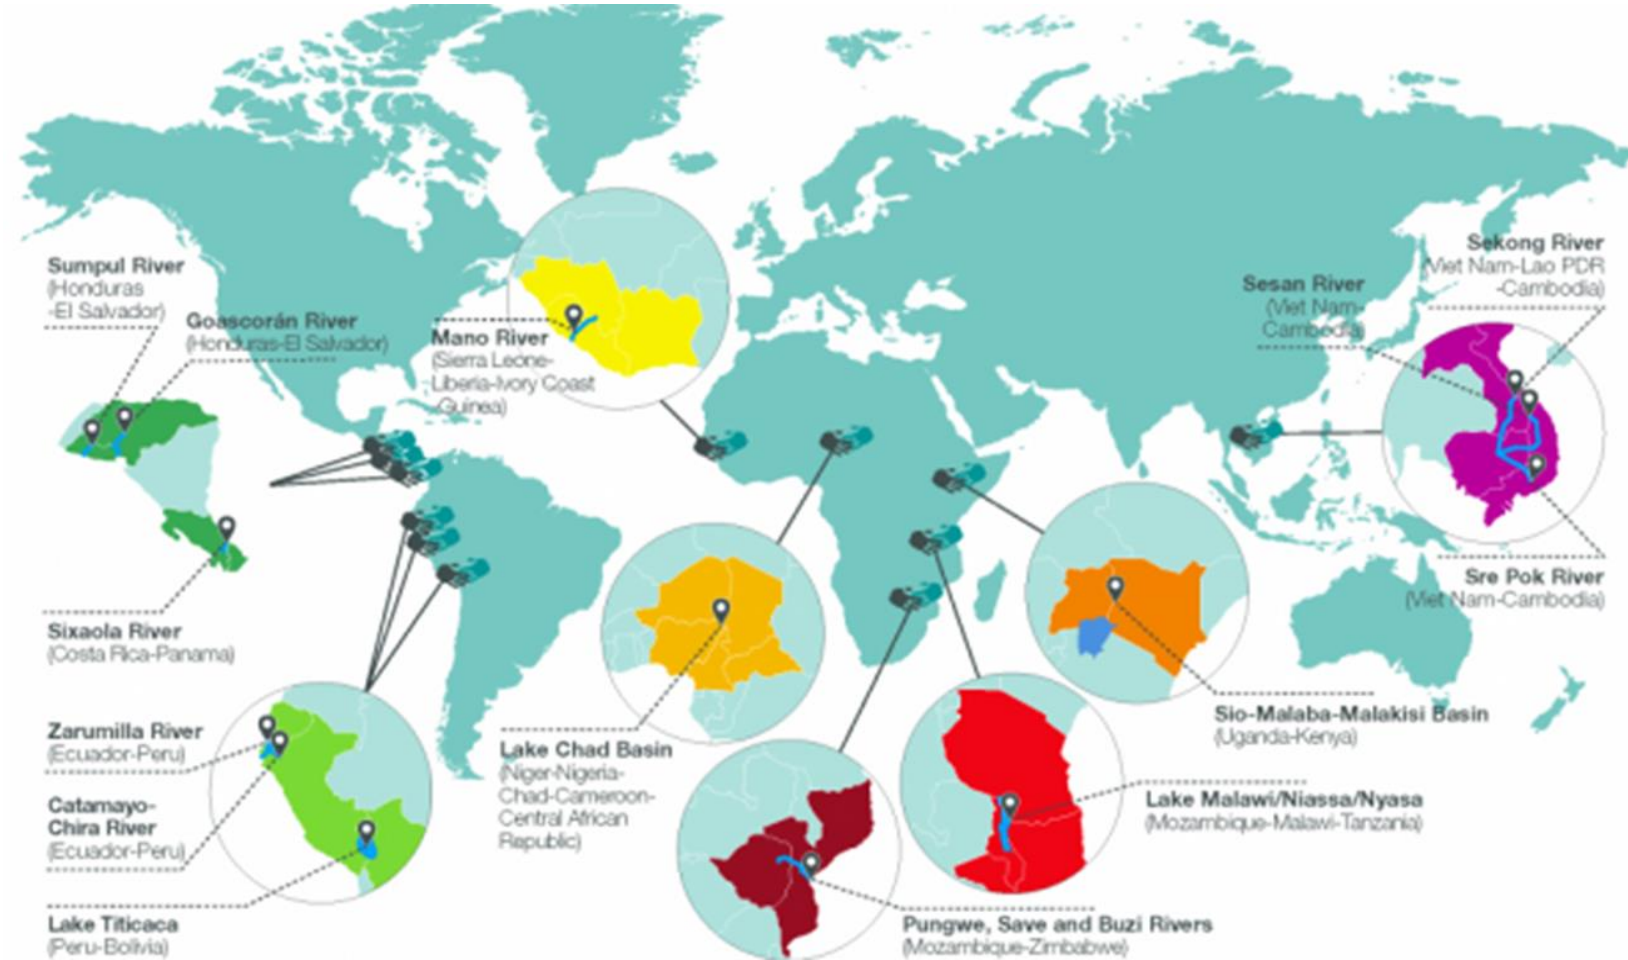 Sumpul River
(Honduras
-El Salvador)
Goascorán River
(Honduras-El Salvador)
Mano River
(Sierra Leone-
Liberia-Ivory Coast
-Guinea)
Sesan River
(Viet Nam-
Cambodia)
Sekong River
(Viet Nam-Lao PDR
-Cambodia)
Sre Pok River
(Viet Nam-Cambodia)
Sixaola River
(Costa Rica-Panama)
Zarumilla River
(Ecuador-Peru)
Catamayo-
Chira River
(Ecuador-Peru)
Lake Titicaca
(Peru-Bolivia)
Lake Chad Basin
(Niger-Nigeria-
Chad-Cameroon-
Central African
Republic)
Sio-Malaba-Malakisi Basin
(Uganda-Kenya)
Lake Malawi/Niassa/Nyasa
(Mozambique-Malawi-Tanzania)
Pungwe, Save and Buzi Rivers
(Mozambique-Zimbabwe)